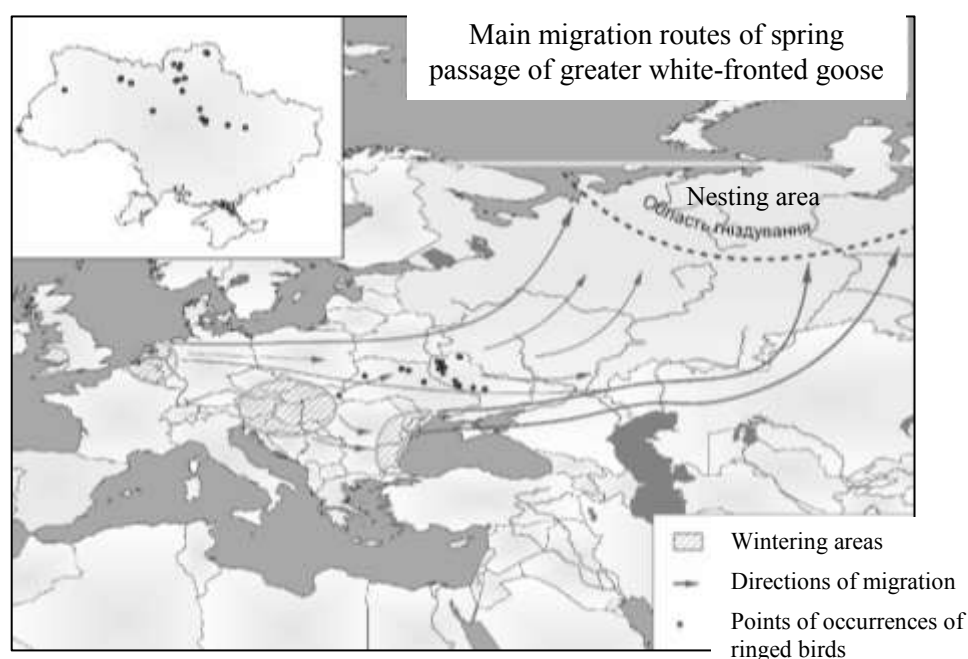 Main migration routes of spring
passage of greater white-fronted goose
Nesting area
Область гніздування
Wintering areas
Directions of migration
Points of occurrences of
ringed birds